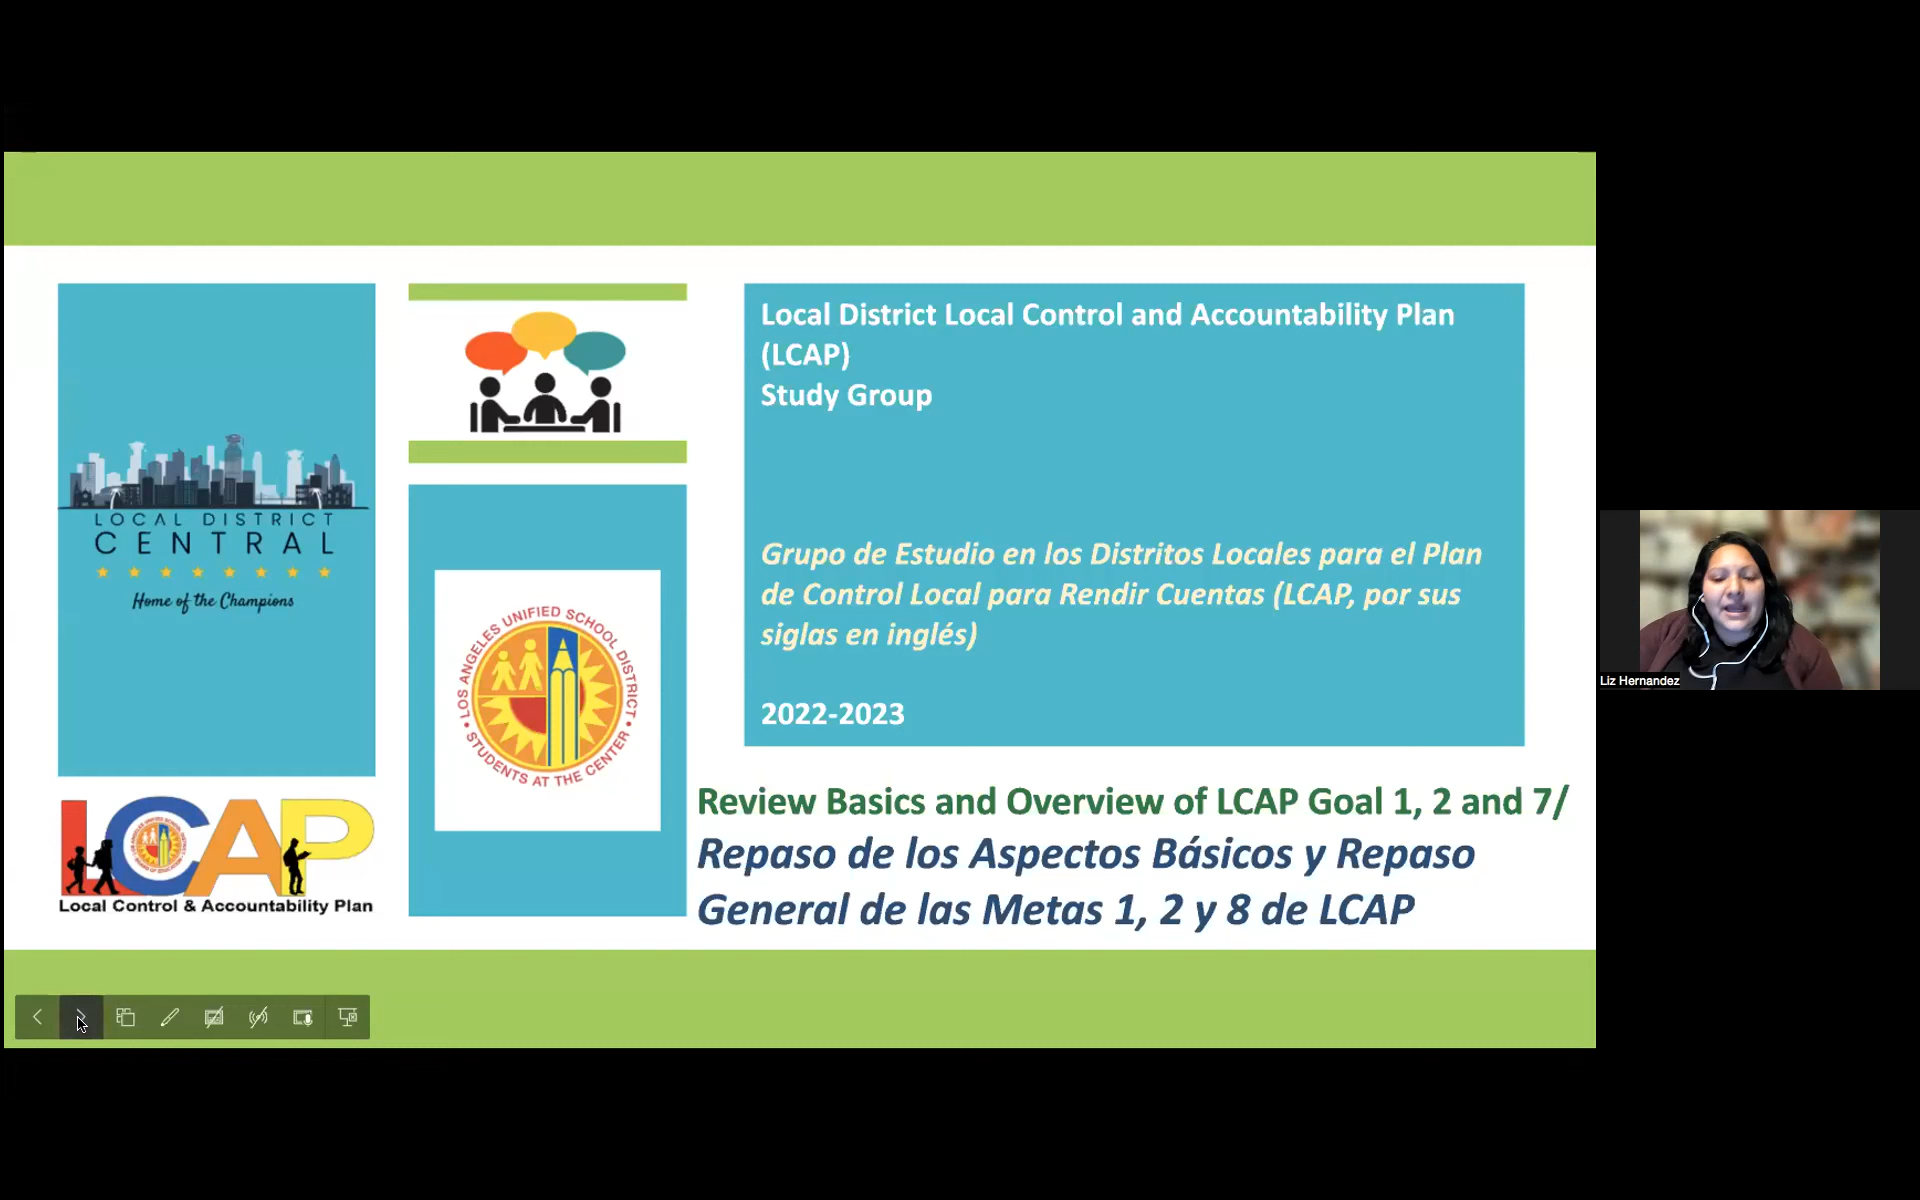 LOCAL DISTRICT
CENTRAL
Home of the Champions
LCAP
Local Control & Accountability Plan
LOS ANGELES UNIFIED SCHOOL DISTRICT
STUDENTS AT THE CENTER
Local District Local Control and Accountability Plan
(LCAP)
Study Group
Grupo de Estudio en los Distritos Locales para el Plan
de Control Local para Rendir Cuentas (LCAP, por sus
siglas en inglés)
2022-2023
Review Basics and Overview of LCAP Goal 1, 2 and 7/
Repaso de los Aspectos Básicos y Repaso
General de las Metas 1, 2 y 8 de LCAP
Liz Hernandez